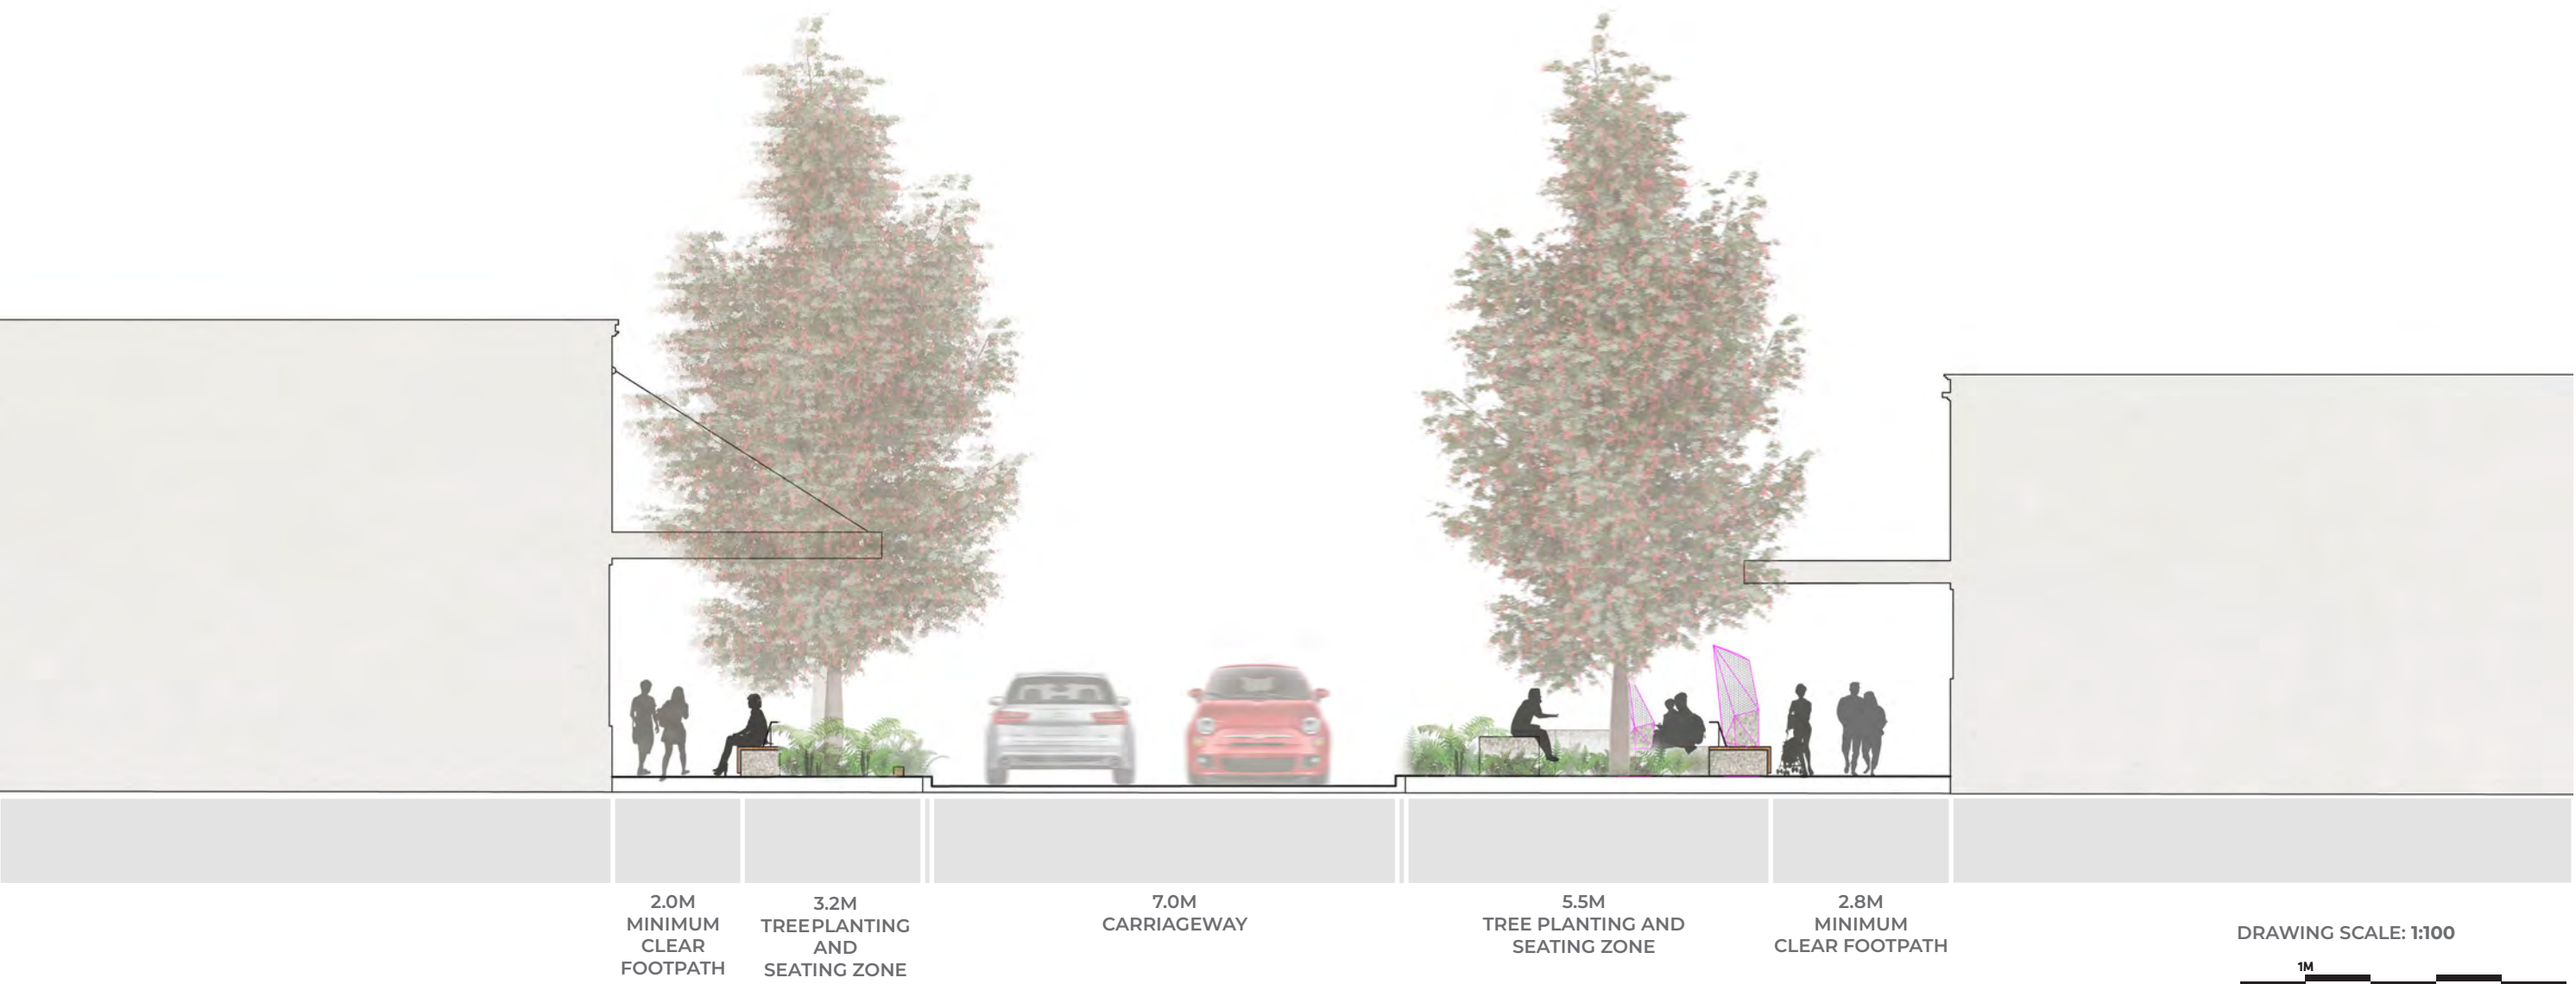 2.0M
MINIMUM
CLEAR
FOOTPATH
3.2M
TREEPLANTING
AND
SEATING ZONE
7.0M
CARRIAGEWAY
5.5M
TREE PLANTING AND
SEATING ZONE
2.8M
MINIMUM
CLEAR FOOTPATH
DRAWING SCALE: 1:100
1M